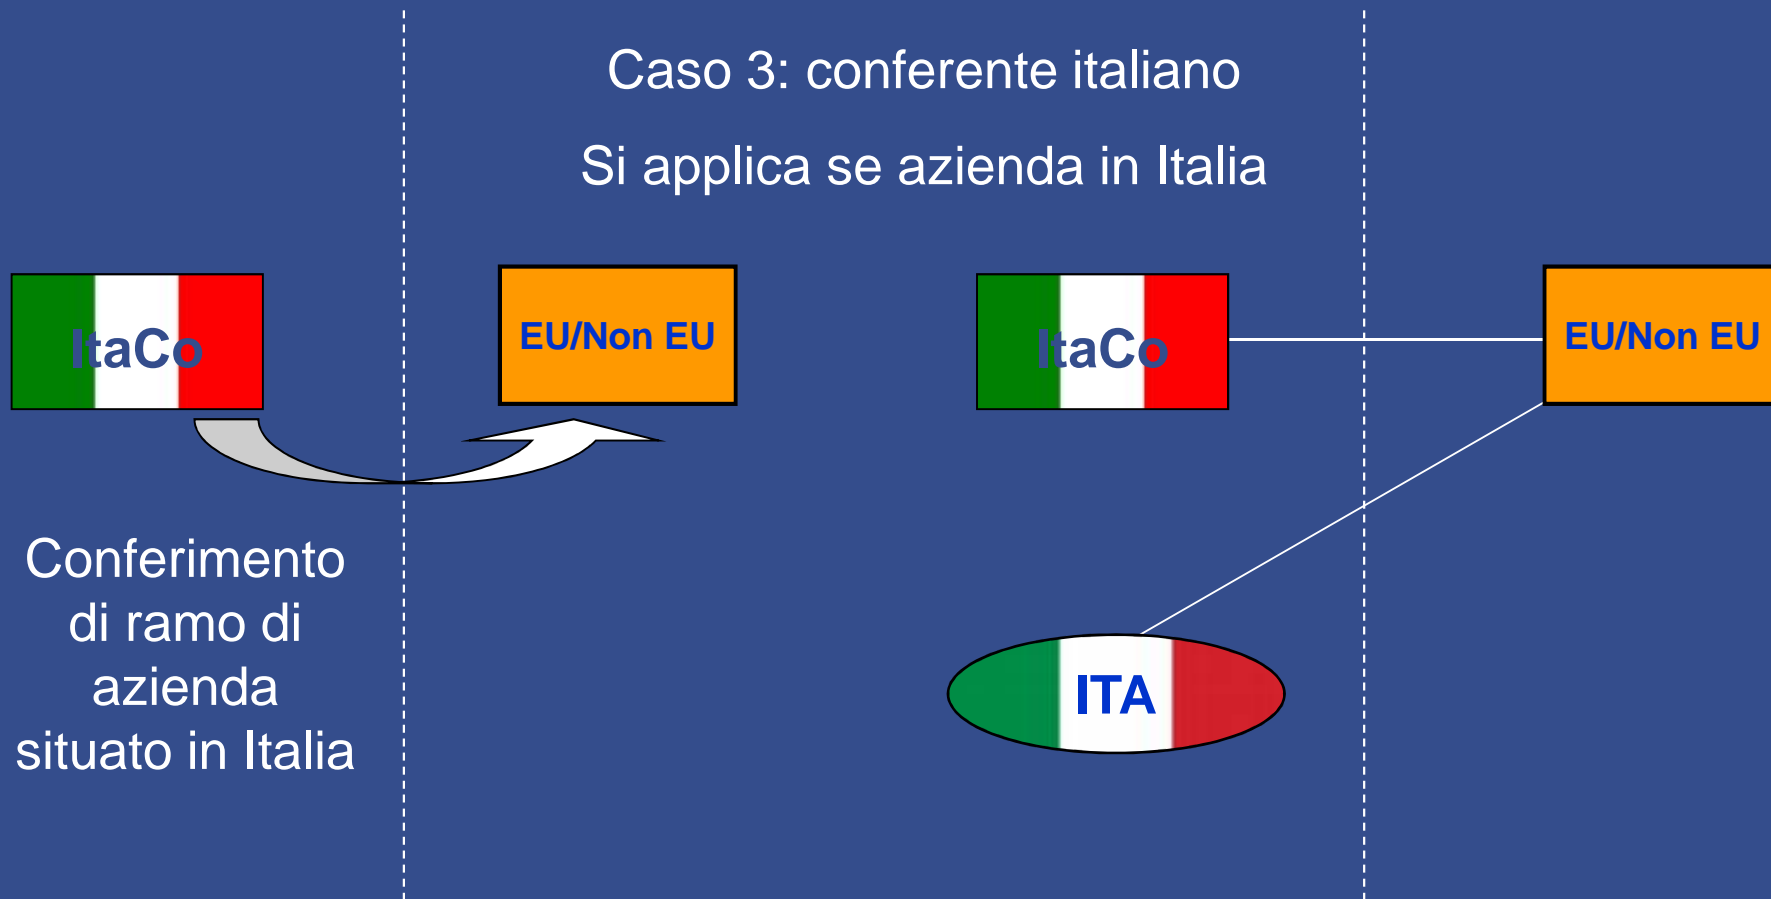 Caso 3: conferente italiano
Si applica se azienda in Italia
ItaCo
EU/Non EU
ItaCo
EU/Non EU
Conferimento
di ramo di
azienda
situato in Italia
ITA